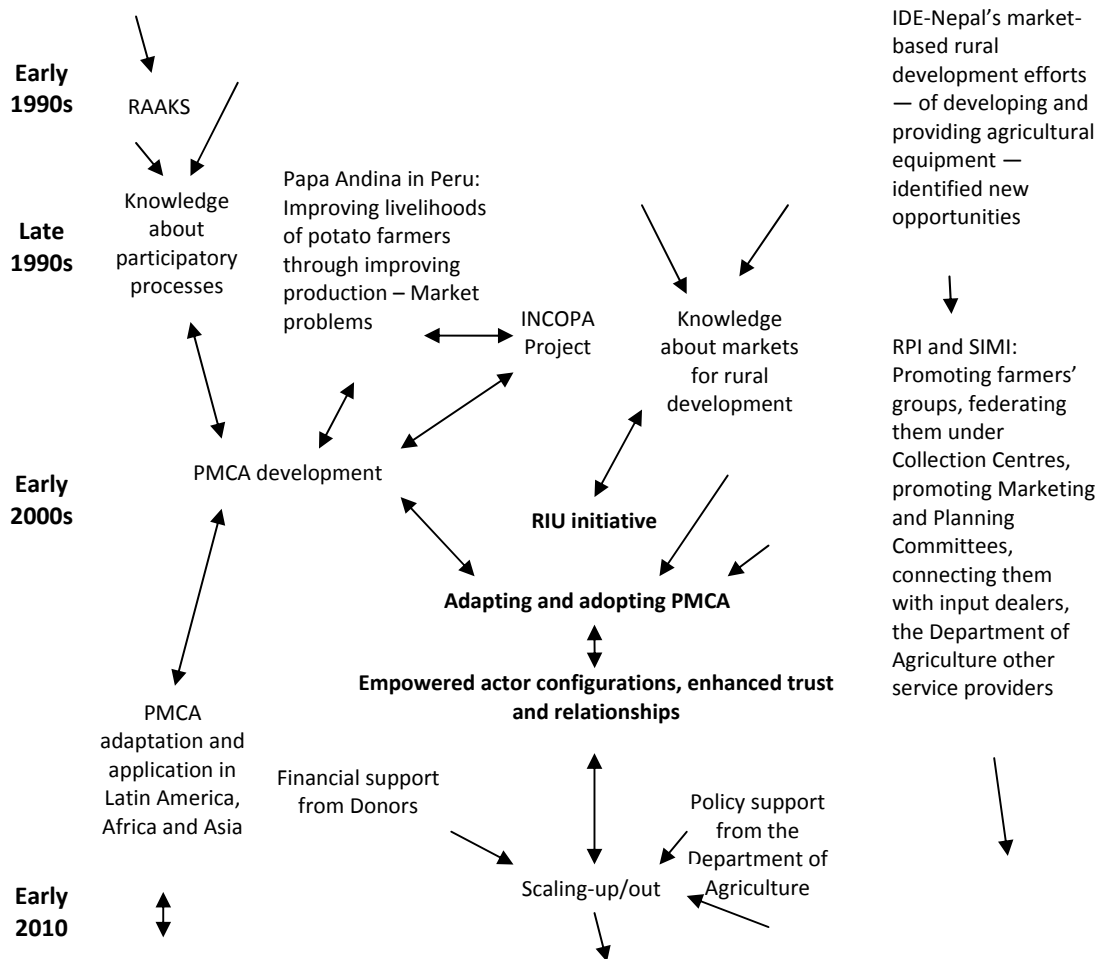 Early
1990s
RAAKS
Knowledge
about
participatory
processes
Late
1990s
Papa Andina in Peru:
Improving livelihoods
of potato farmers
through improving
production – Market
problems
INCOPA
Project
Knowledge
about markets
for rural
development
IDE-Nepal's market-
based rural
development efforts
— of developing and
providing agricultural
equipment —
identified new
opportunities
RPI and SIMI:
Promoting farmers'
groups, federating
them under
Collection Centres,
promoting Marketing
and Planning
Committees,
connecting them
with input dealers,
the Department of
Agriculture other
service providers
Early
2000s
PMCA development
RIU initiative
Adapting and adopting PMCA
Empowered actor configurations, enhanced trust
and relationships
PMCA
adaptation and
application in
Latin America,
Africa and Asia
Financial support
from Donors
Policy support
from the
Department of
Agriculture
Scaling-up/out
Early
2010